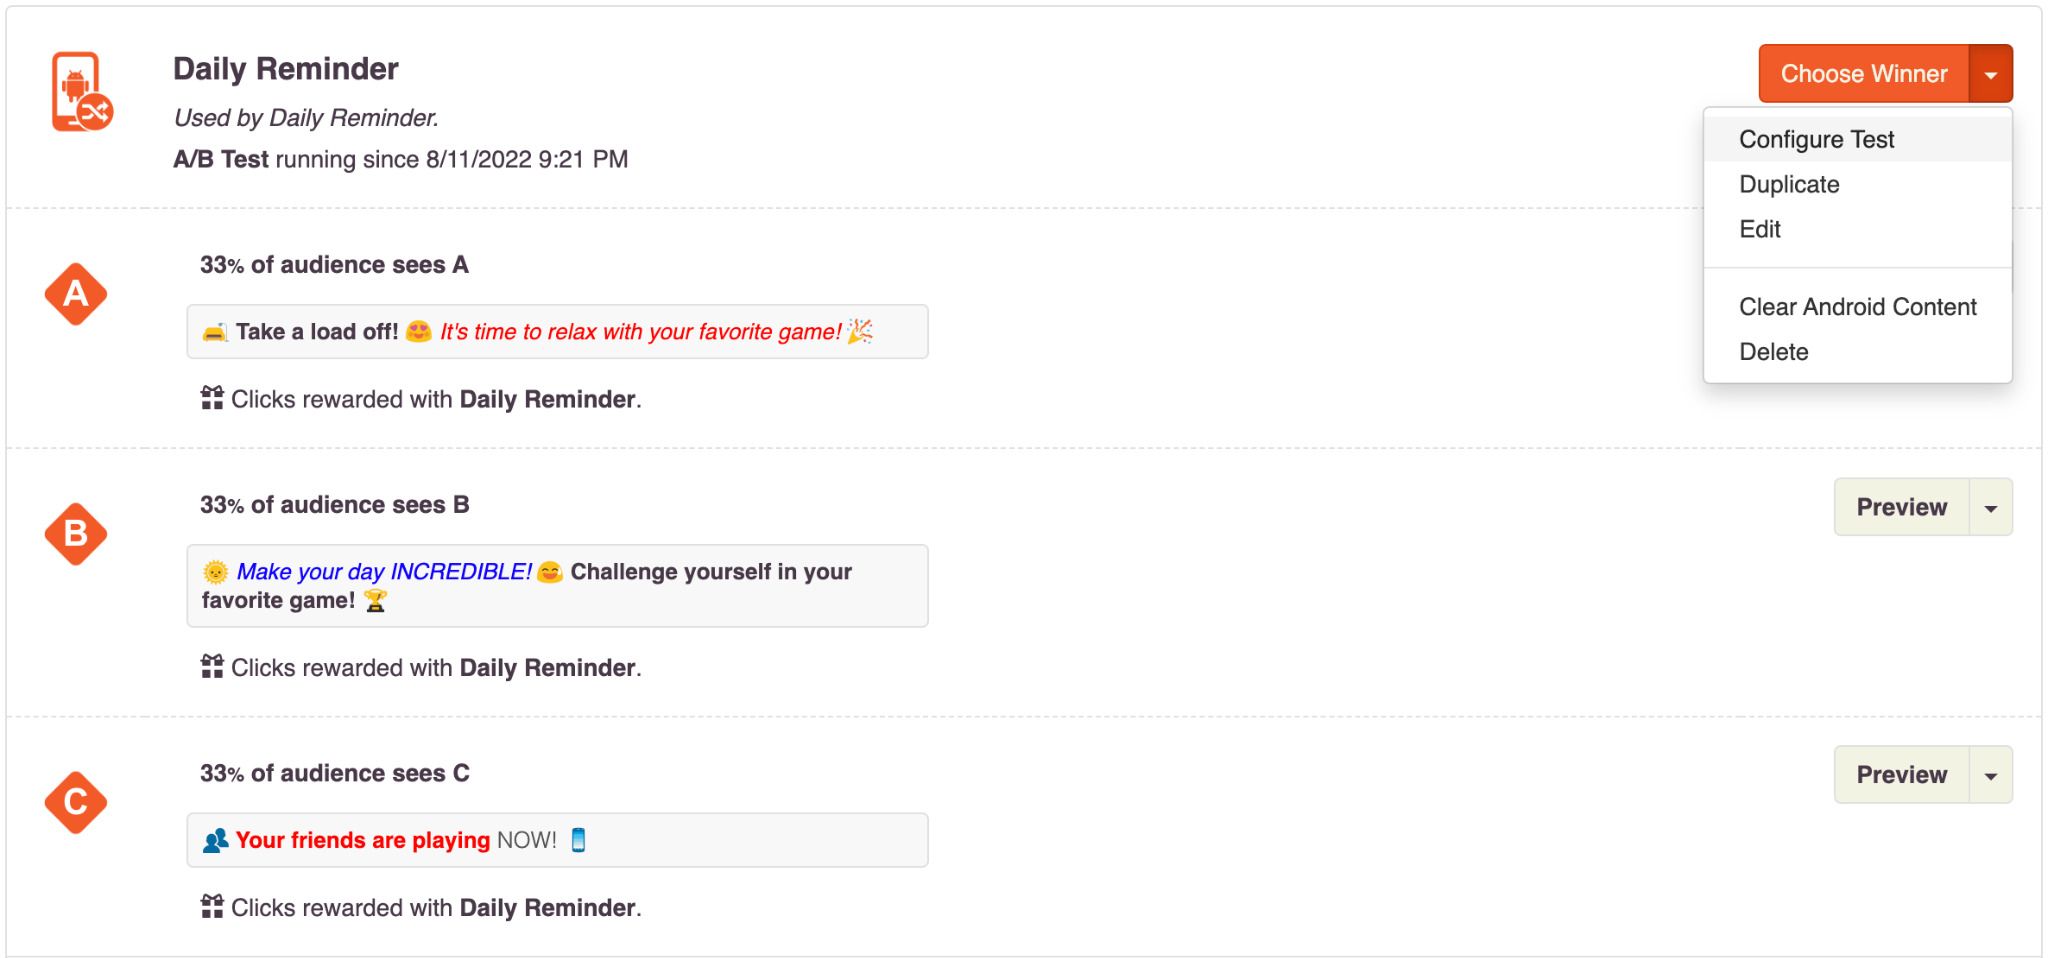 Daily Reminder
Used by Daily Reminder.
A/B Test running since 8/11/2022 9:21 PM
Choose Winner
Configure Test
Duplicate
Edit
Clear Android Content
Delete
A
33% of audience sees A
🛋️ Take a load off! 😍 It's time to relax with your favorite game! 🎉
Clicks rewarded with Daily Reminder.
B
33% of audience sees B
🌞 Make your day INCREDIBLE! 😄 Challenge yourself in your
favorite game! 🏆
Clicks rewarded with Daily Reminder.
Preview
C
33% of audience sees C
👥 Your friends are playing NOW! 📱
Clicks rewarded with Daily Reminder.
Preview